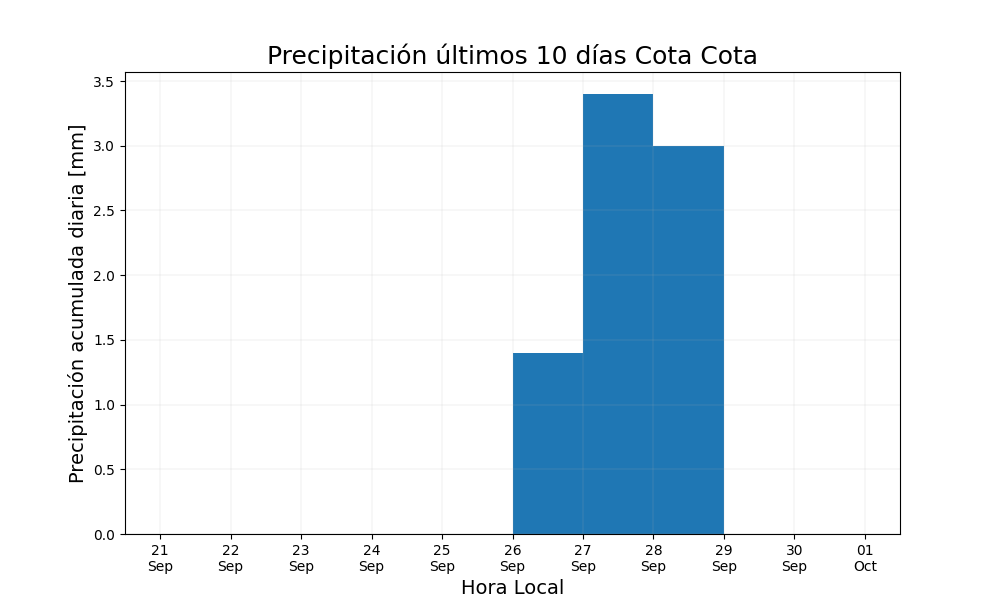 Precipitación últimos 10 días Cota Cota
Precipitación acumulada diaria [mm]
3.5
3.0
2.5
2.0
1.5
1.0
0.5
0.0
21 22 23 24 25 26 27 28 29 30 01
Sep Sep Sep Sep Sep Sep Sep Sep Sep Sep Oct
Hora Local